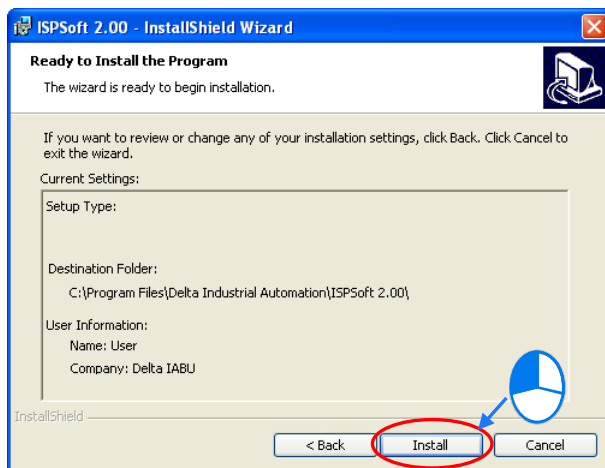 ISPSoft 2.00 - InstallShield Wizard
Ready to Install the Program
The wizard is ready to begin installation.
If you want to review or change any of your installation settings, click Back. Click Cancel to
exit the wizard.
Current Settings:
Setup Type:
Destination Folder:
C:\Program Files\Delta Industrial Automation\ISPSoft 2.00\
User Information:
Name: User
Company: Delta IABU
InstallShield
< Back Install Cancel